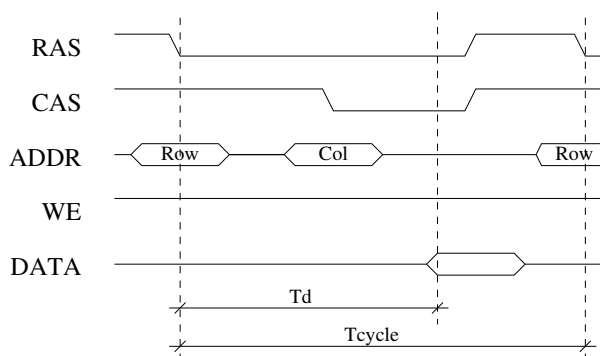 RAS
CAS
ADDR Row Col Row
WE
DATA
Td
Tcycle